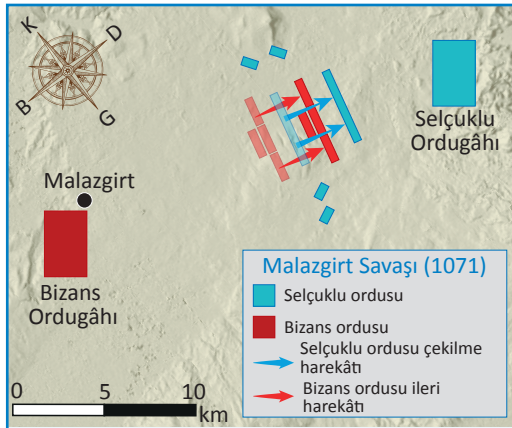 K
D
B
G
Selçuklu
Ordugâhı
Malazgirt
Bizans
Ordugâhı
Malazgirt Savaşı (1071)
Selçuklu ordusu
Bizans ordusu
Selçuklu ordusu çekilme
harekâtı
Bizans ordusu ileri
harekâtı
0 5 10
km